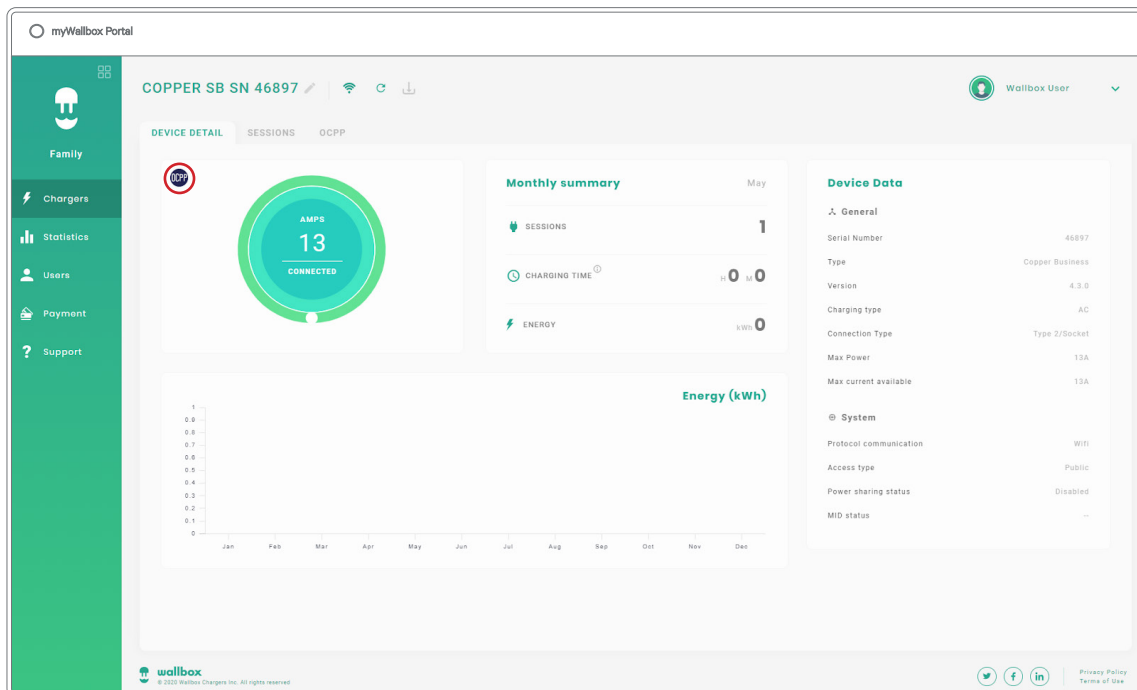 myWallbox Portal
Family
Chargers
Statistics
Users
Payment
Support
COPPER SB SN 46897
Wallbox User
DEVICE DETAIL SESSIONS OCPP
OCPP
AMPS
13
CONNECTED
Monthly summary May
SESSIONS 1
CHARGING TIME H 0 M 0
ENERGY kWh 0
Energy (kWh)
1
0.9
0.8
0.7
0.6
0.5
0.4
0.3
0.2
0.1
0
Jan Feb Mar Apr May Jun Jul Aug Sep Oct Nov Dec
Device Data
General
Serial Number 46897
Type Copper Business
Version 4.3.0
Charging type AC
Connection Type Type 2/Socket
Max Power 13A
Max current available 13A
System
Protocol communication Wifi
Access type Public
Power sharing status Disabled
MID status --
wallbox
© 2020 Wallbox Chargers Inc. All rights reserved
Privacy Policy
Terms of Use